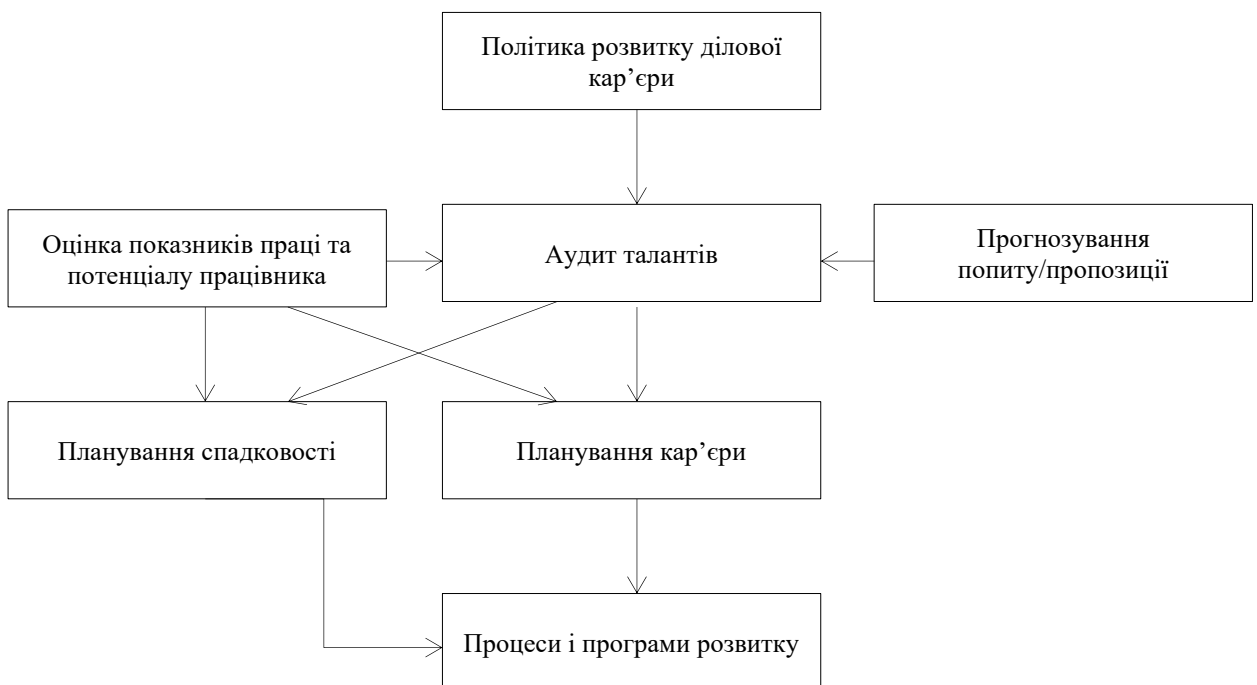 Політика розвитку ділової
кар’єри
Оцінка показників праці та
потенціалу працівника
Аудит талантів
Прогнозування
попиту/пропозиції
Планування спадковості
Планування кар’єри
Процеси і програми розвитку